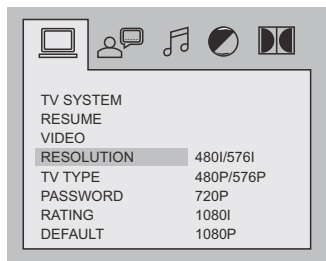 TV SYSTEM
RESUME
VIDEO
RESOLUTION 480I/576I
TV TYPE 480P/576P
PASSWORD 720P
RATING 1080I
DEFAULT 1080P